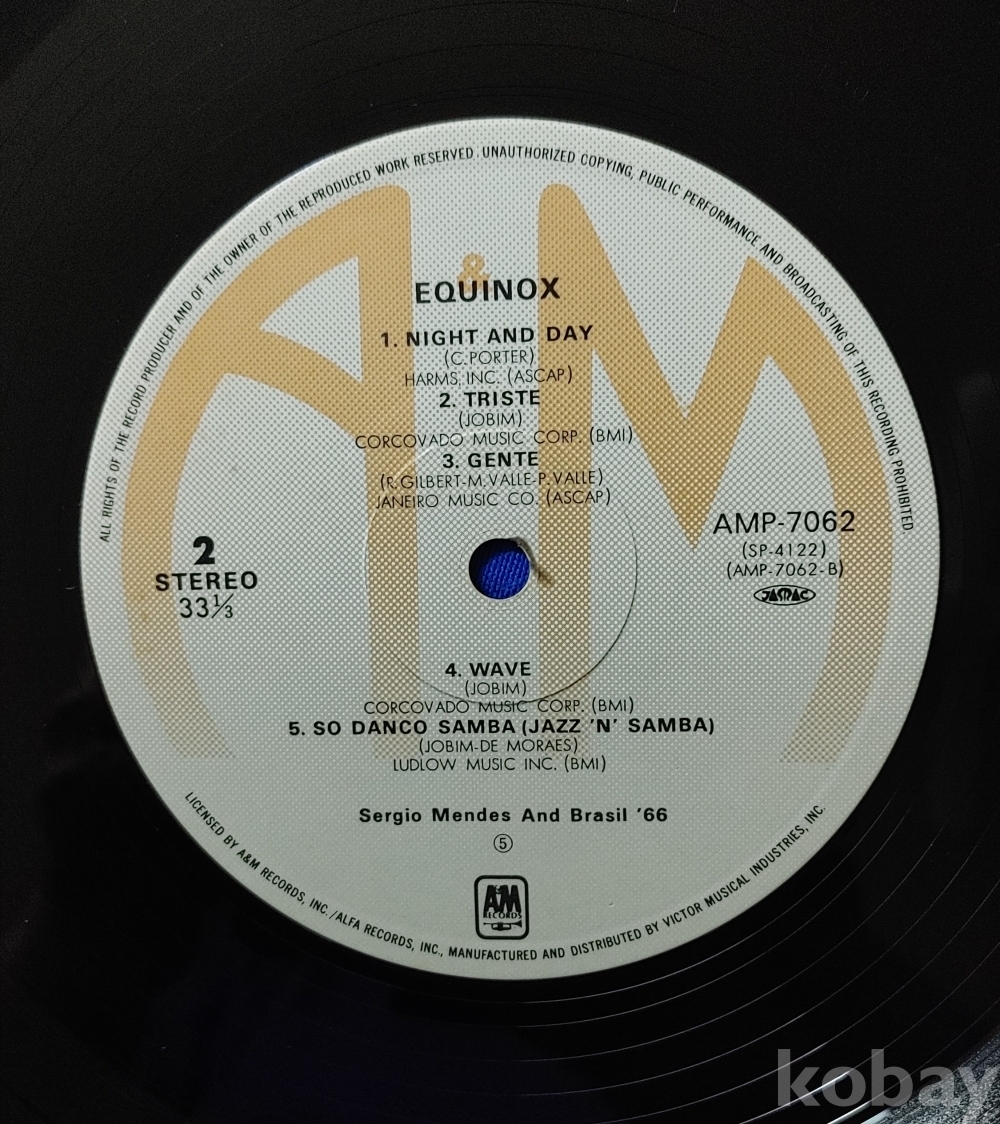 ALL RIGHTS OF THE RECORD PRODUCER AND OF THE OWNER OF THE REPRODUCED WORK RESERVED. UNAUTHORIZED COPYING, PUBLIC PERFORMANCE AND BROADCASTING OF THIS RECORDING PROHIBITED
A&M
EQUINOX
1. NIGHT AND DAY
(C. PORTER)
HARMS, INC. (ASCAP)
2. TRISTE
(JOBIM)
CORCOVADO MUSIC CORP. (BMI)
3. GENTE
(R. GILBERT-M. VALLE-P. VALLE)
JANEIRO MUSIC CO. (ASCAP)
2
STEREO
33⅓
AMP-7062
(SP-4122)
(AMP-7062-B)
JASRAC
4. WAVE
(JOBIM)
CORCOVADO MUSIC CORP. (BMI)
5. SO DANCO SAMBA (JAZZ 'N' SAMBA)
(JOBIM-DE MORAES)
LUDLOW MUSIC INC. (BMI)
Sergio Mendes And Brasil '66
⑤
A&M
RECORDS
LICENSED BY A&M RECORDS, INC./ALFA RECORDS, INC., MANUFACTURED AND DISTRIBUTED BY VICTOR MUSICAL INDUSTRIES, INC.
kobay